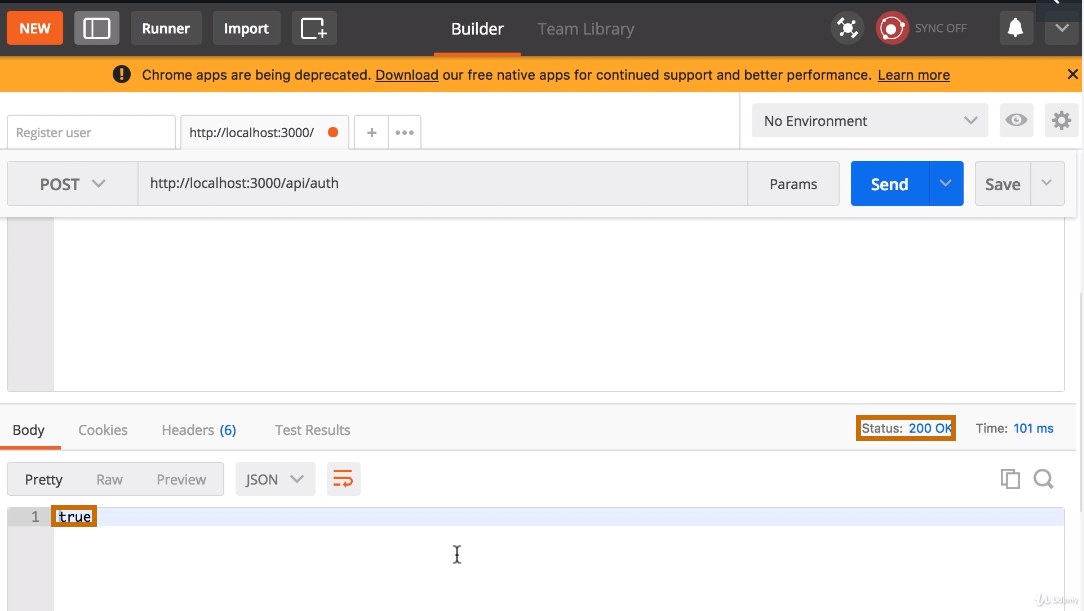 NEW
Runner
Import
Builder
Team Library
SYNC OFF
Chrome apps are being deprecated. Download our free native apps for continued support and better performance. Learn more
Register user
http://localhost:3000/
No Environment
POST
http://localhost:3000/api/auth
Params
Send
Save
Body
Cookies
Headers (6)
Test Results
Status: 200 OK
Time: 101 ms
Pretty
Raw
Preview
JSON
1 true
Udemy